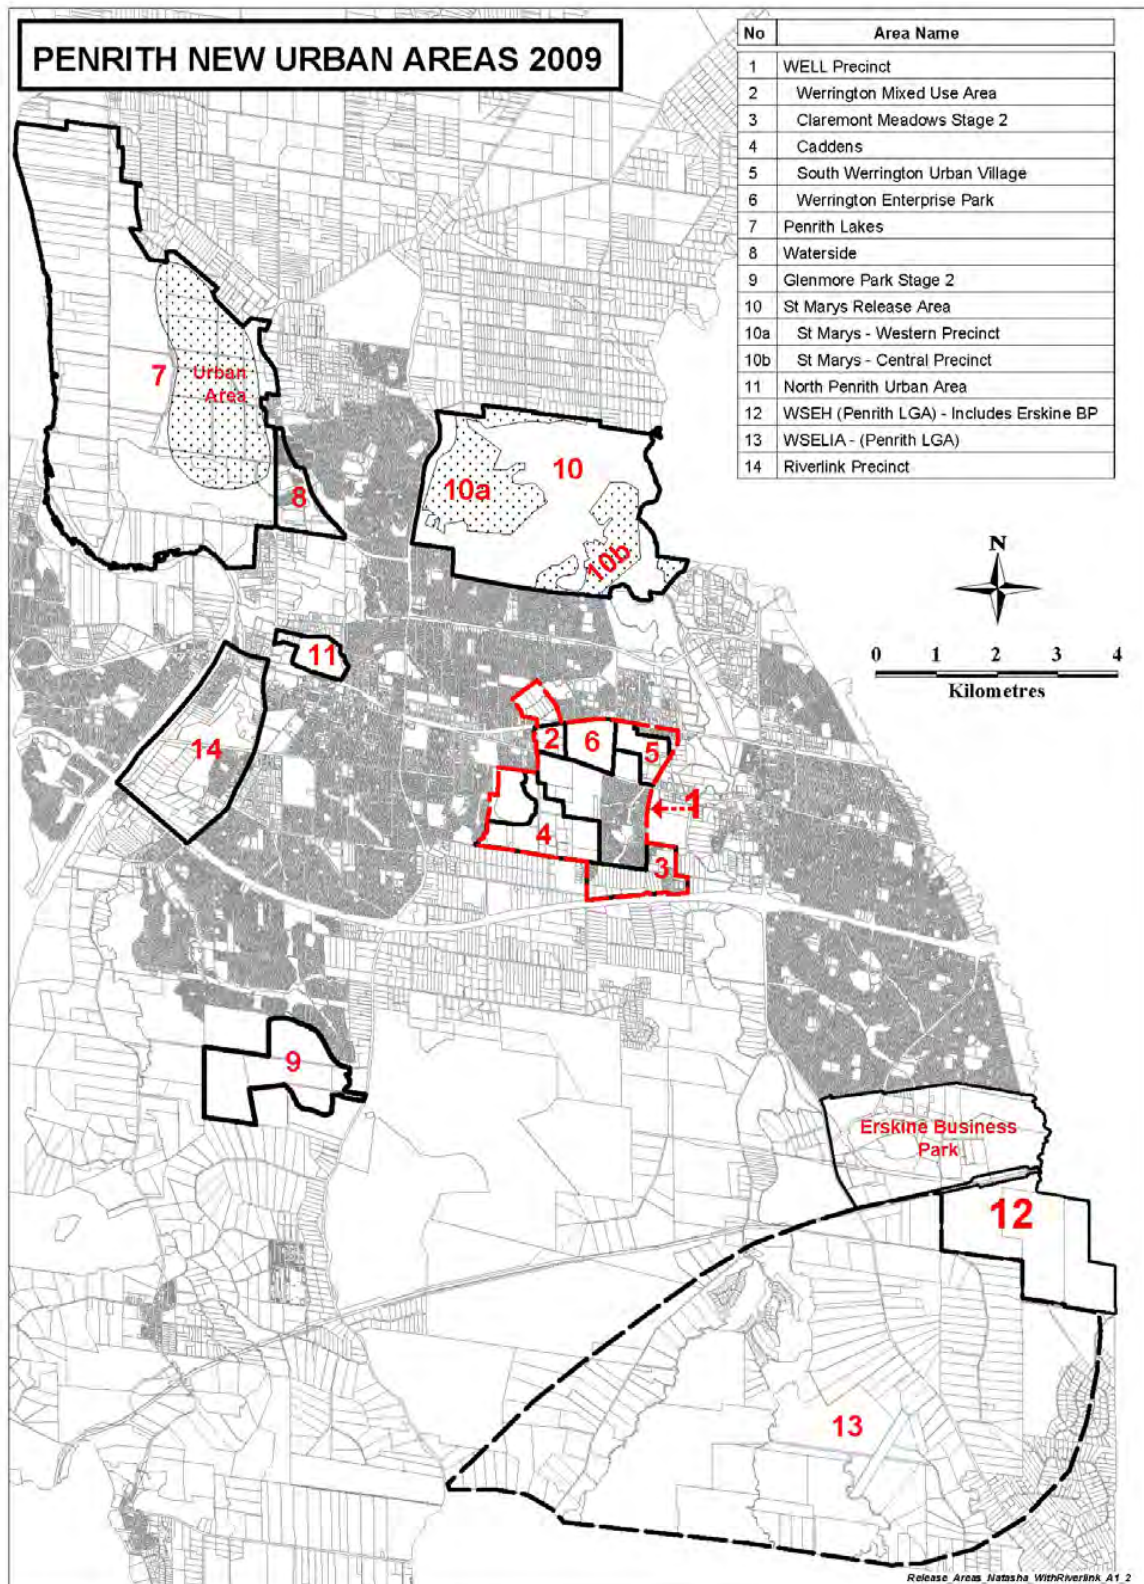 PENRITH NEW URBAN AREAS 2009
No Area Name
1 WELL Precinct
2 Werrington Mixed Use Area
3 Claremont Meadows Stage 2
4 Caddens
5 South Werrington Urban Village
6 Werrington Enterprise Park
7 Penrith Lakes
8 Waterside
9 Glenmore Park Stage 2
10 St Marys Release Area
10a St Marys - Western Precinct
10b St Marys - Central Precinct
11 North Penrith Urban Area
12 WSEH (Penrith LGA) - Includes Erskine BP
13 WSELIA - (Penrith LGA)
14 Riverlink Precinct
7
Urban
Area
8
10
10a
10b
N
0 1 2 3 4
Kilometres
11
14
2
6
5
1
4
3
9
Erskine Business
Park
12
13
Release_Areas_Natasha_WithRiverlink_A1_2